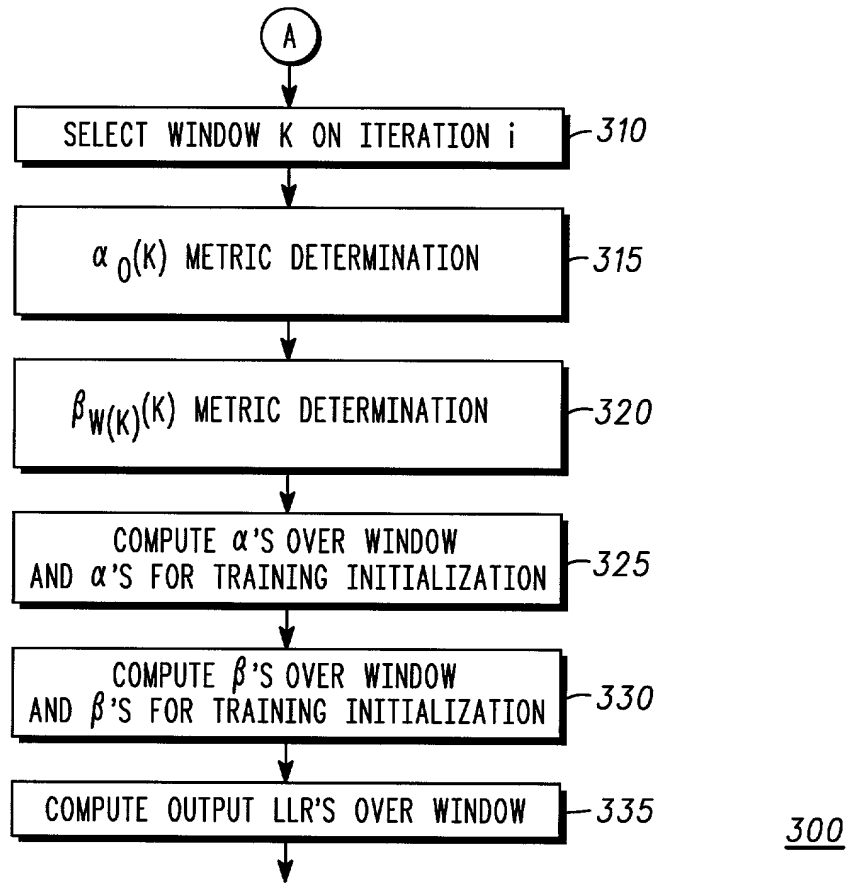 A
SELECT WINDOW K ON ITERATION i
310
α0(K) METRIC DETERMINATION
315
βW(K)(K) METRIC DETERMINATION
320
COMPUTE α'S OVER WINDOW
AND α'S FOR TRAINING INITIALIZATION
325
COMPUTE β'S OVER WINDOW
AND β'S FOR TRAINING INITIALIZATION
330
COMPUTE OUTPUT LLR'S OVER WINDOW
335
300